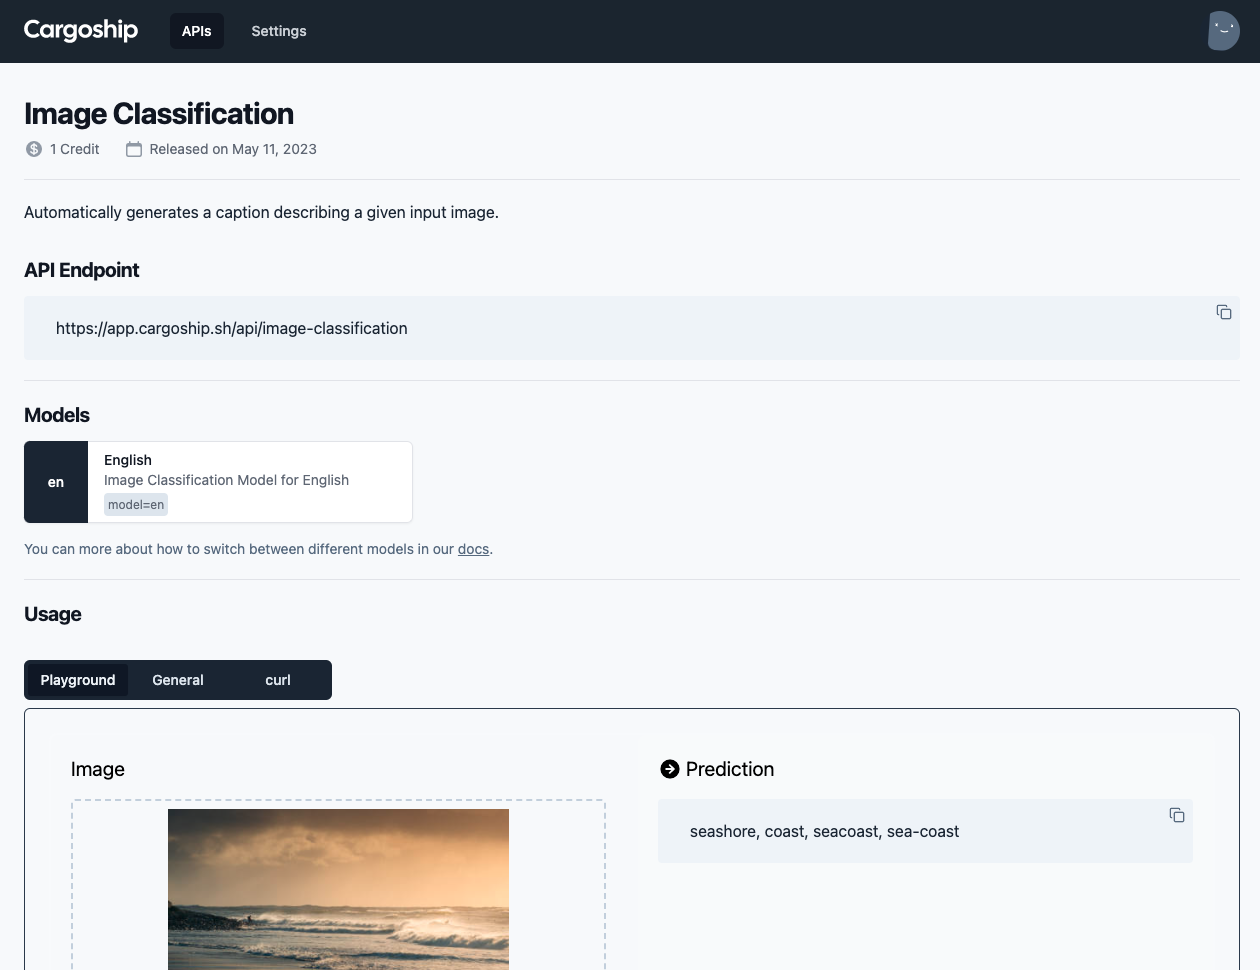 Cargoship
APIs
Settings
Image Classification
1 Credit
Released on May 11, 2023
Automatically generates a caption describing a given input image.
API Endpoint
https://app.cargoship.sh/api/image-classification
Models
en
English
Image Classification Model for English
model=en
You can more about how to switch between different models in our docs.
Usage
Playground
General
curl
Image
Prediction
seashore, coast, seacoast, sea-coast